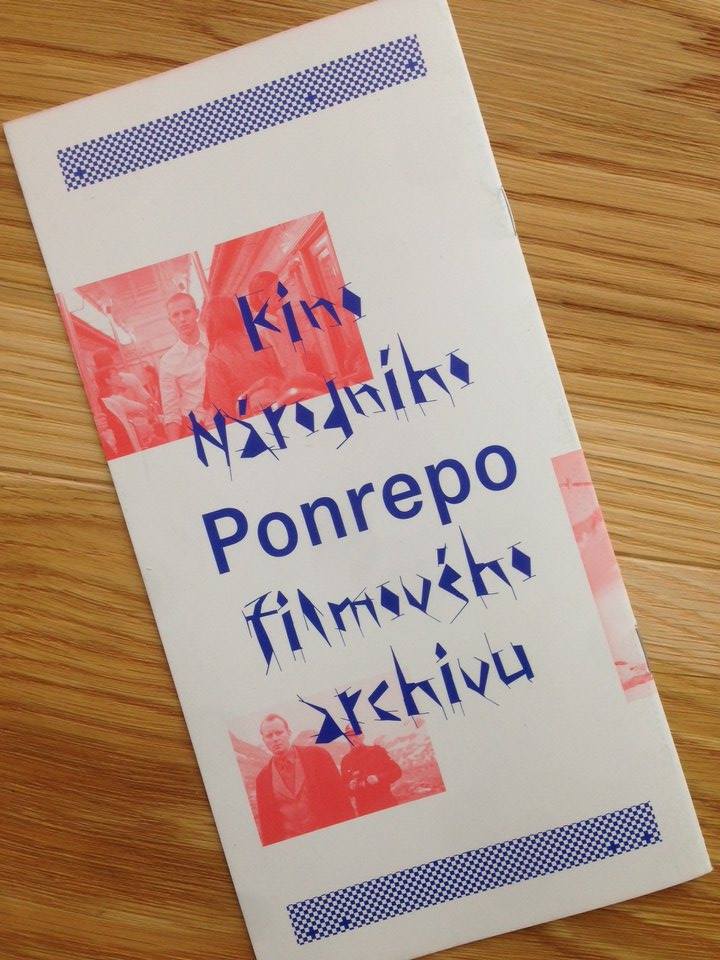 Kino
Národního
Ponrepo
filmového
archivu